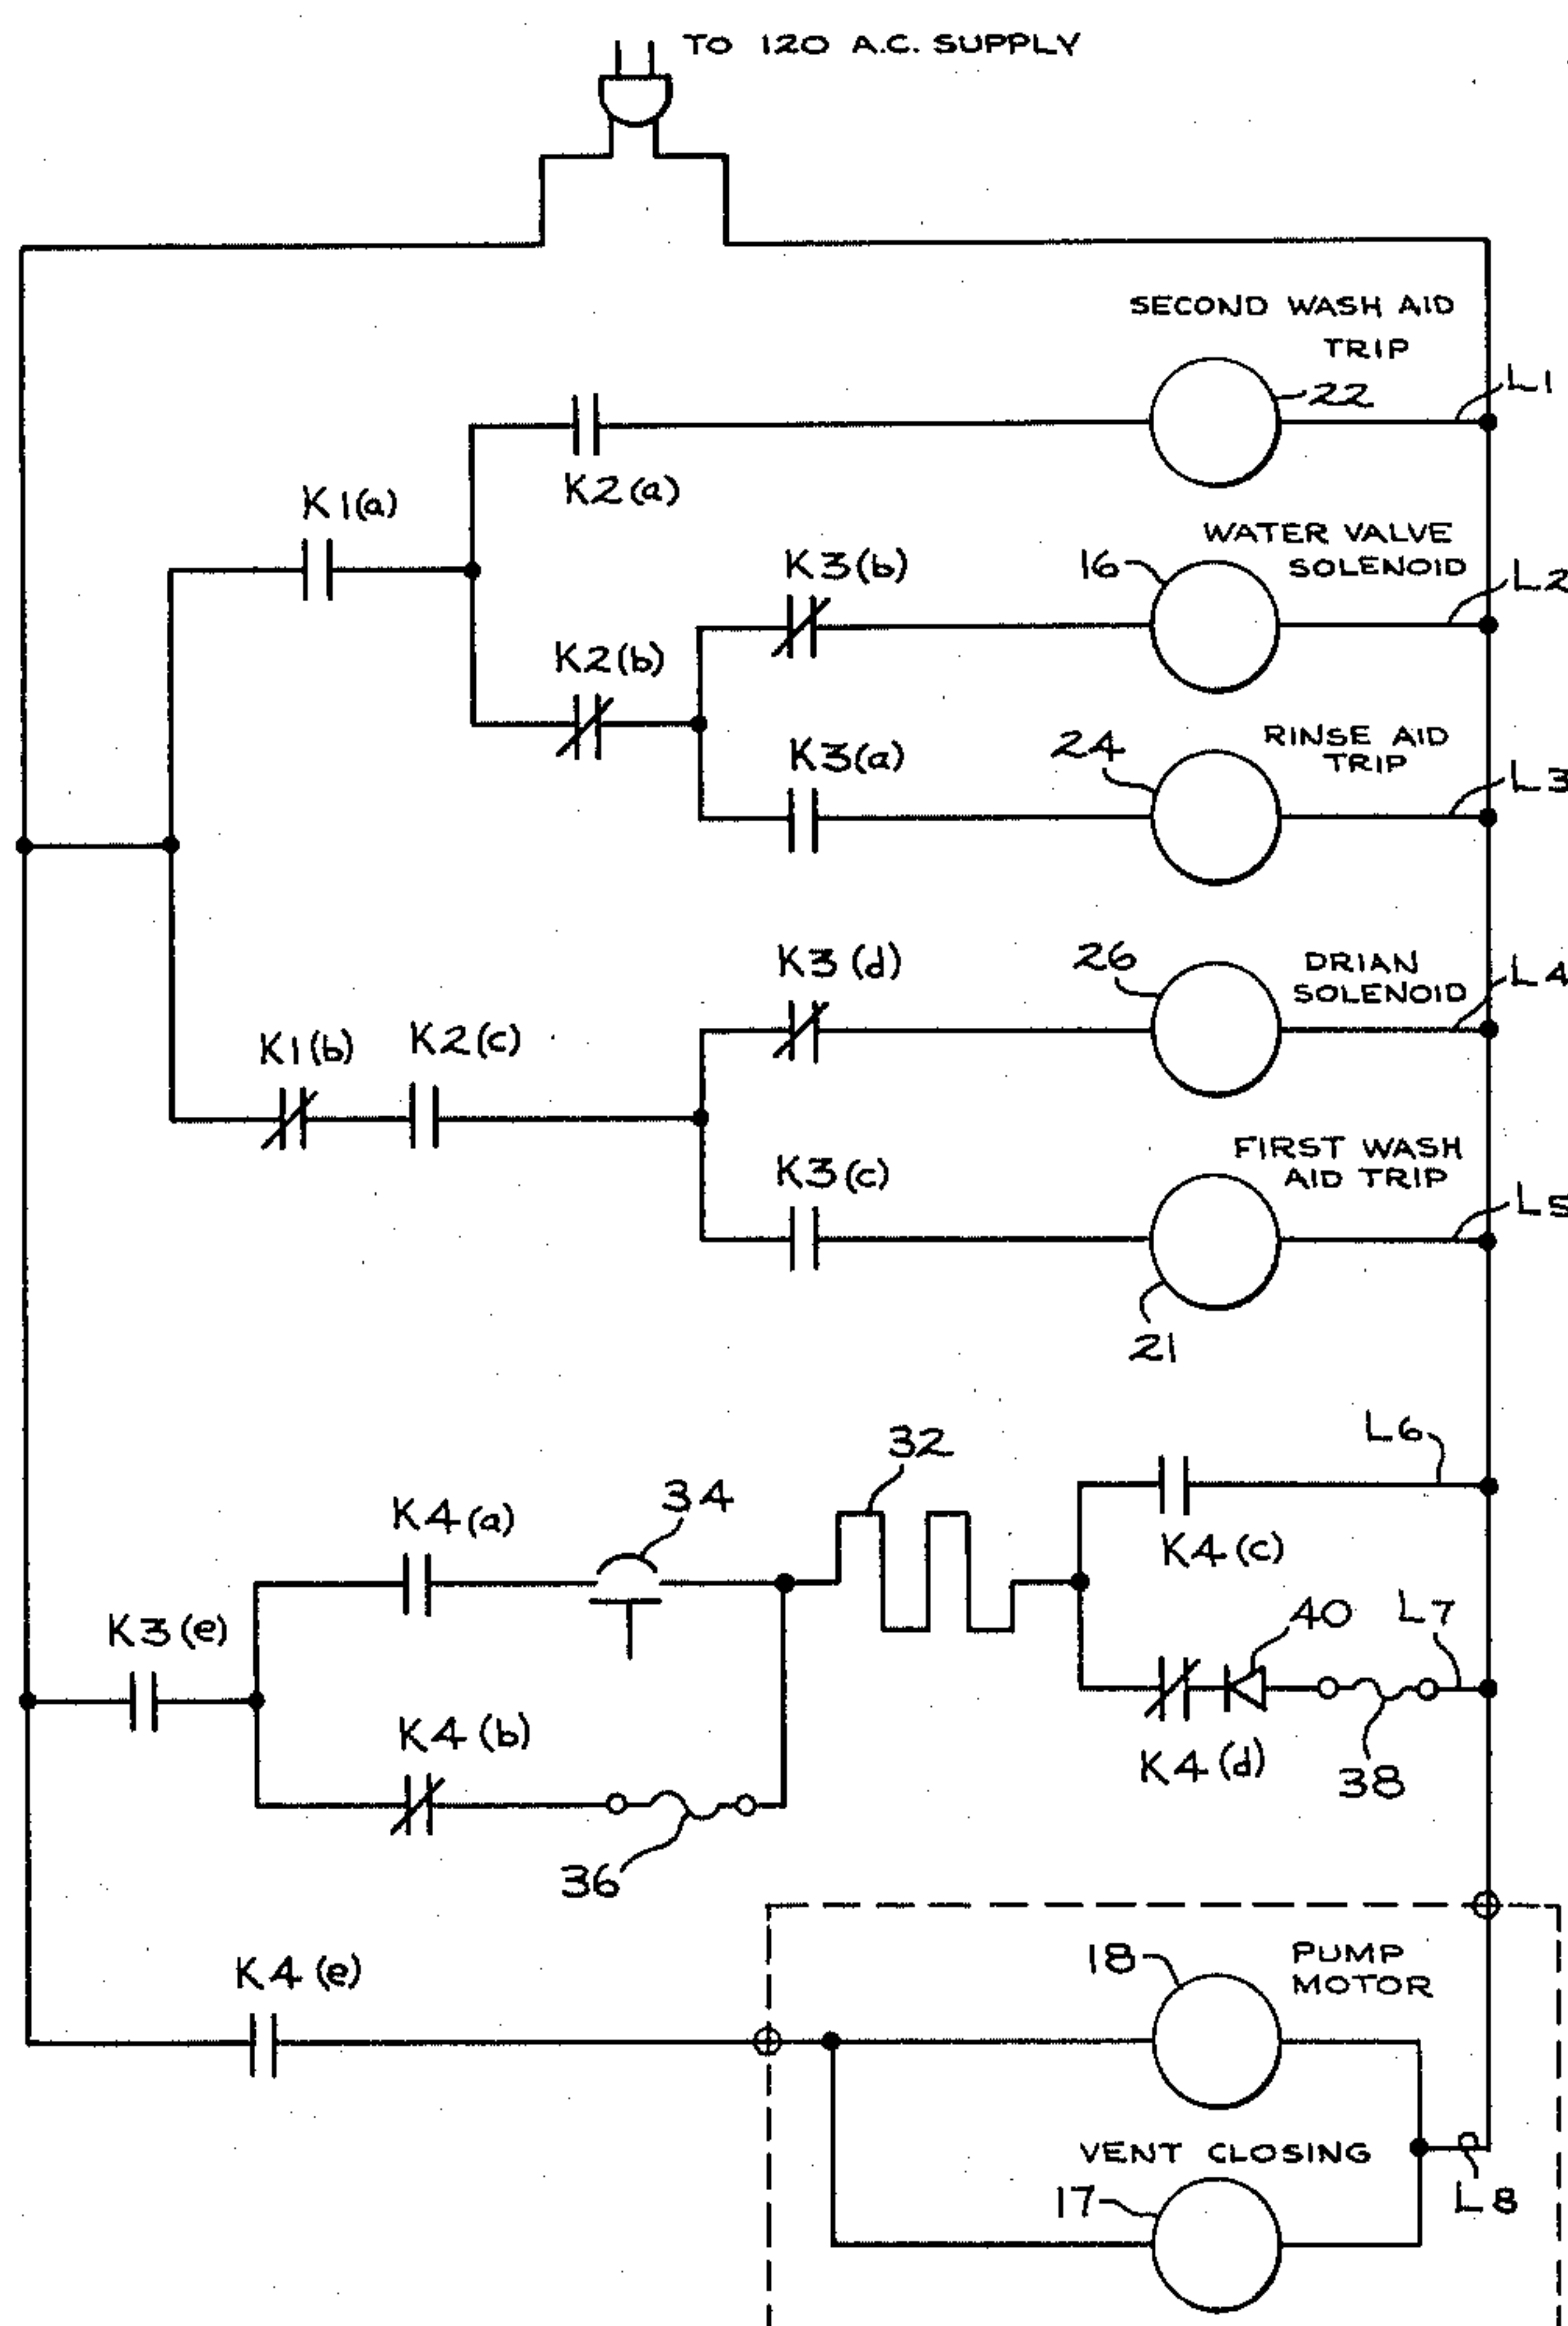 TO 120 A.C. SUPPLY
SECOND WASH AID
TRIP
22
L1
K2(a)
K1(a)
WATER VALVE
SOLENOID
16
L2
K3(b)
K2(b)
RINSE AID
TRIP
24
L3
K3(a)
K3(d)
26
DRIAN
SOLENOID
L4
K1(b)
K2(c)
K3(c)
FIRST WASH
AID TRIP
L5
21
32
L6
K4(a)
34
K4(c)
K3(e)
40
L7
K4(b)
K4(d)
38
36
K4(e)
18
PUMP
MOTOR
VENT CLOSING
17
L8